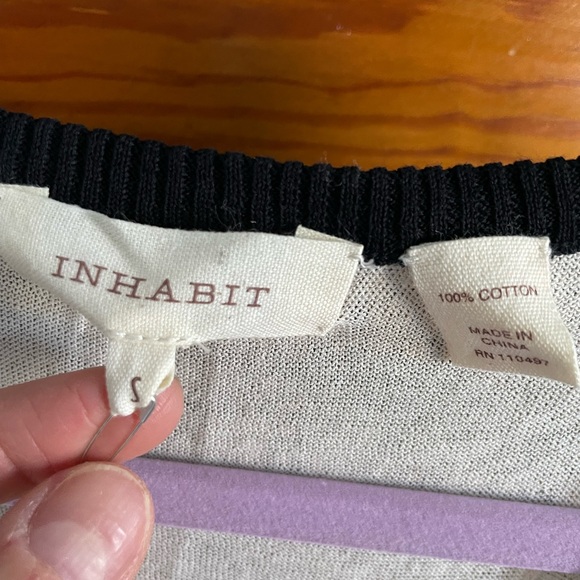 INHABIT
S
100% COTTON
MADE IN
CHINA
RN 110497